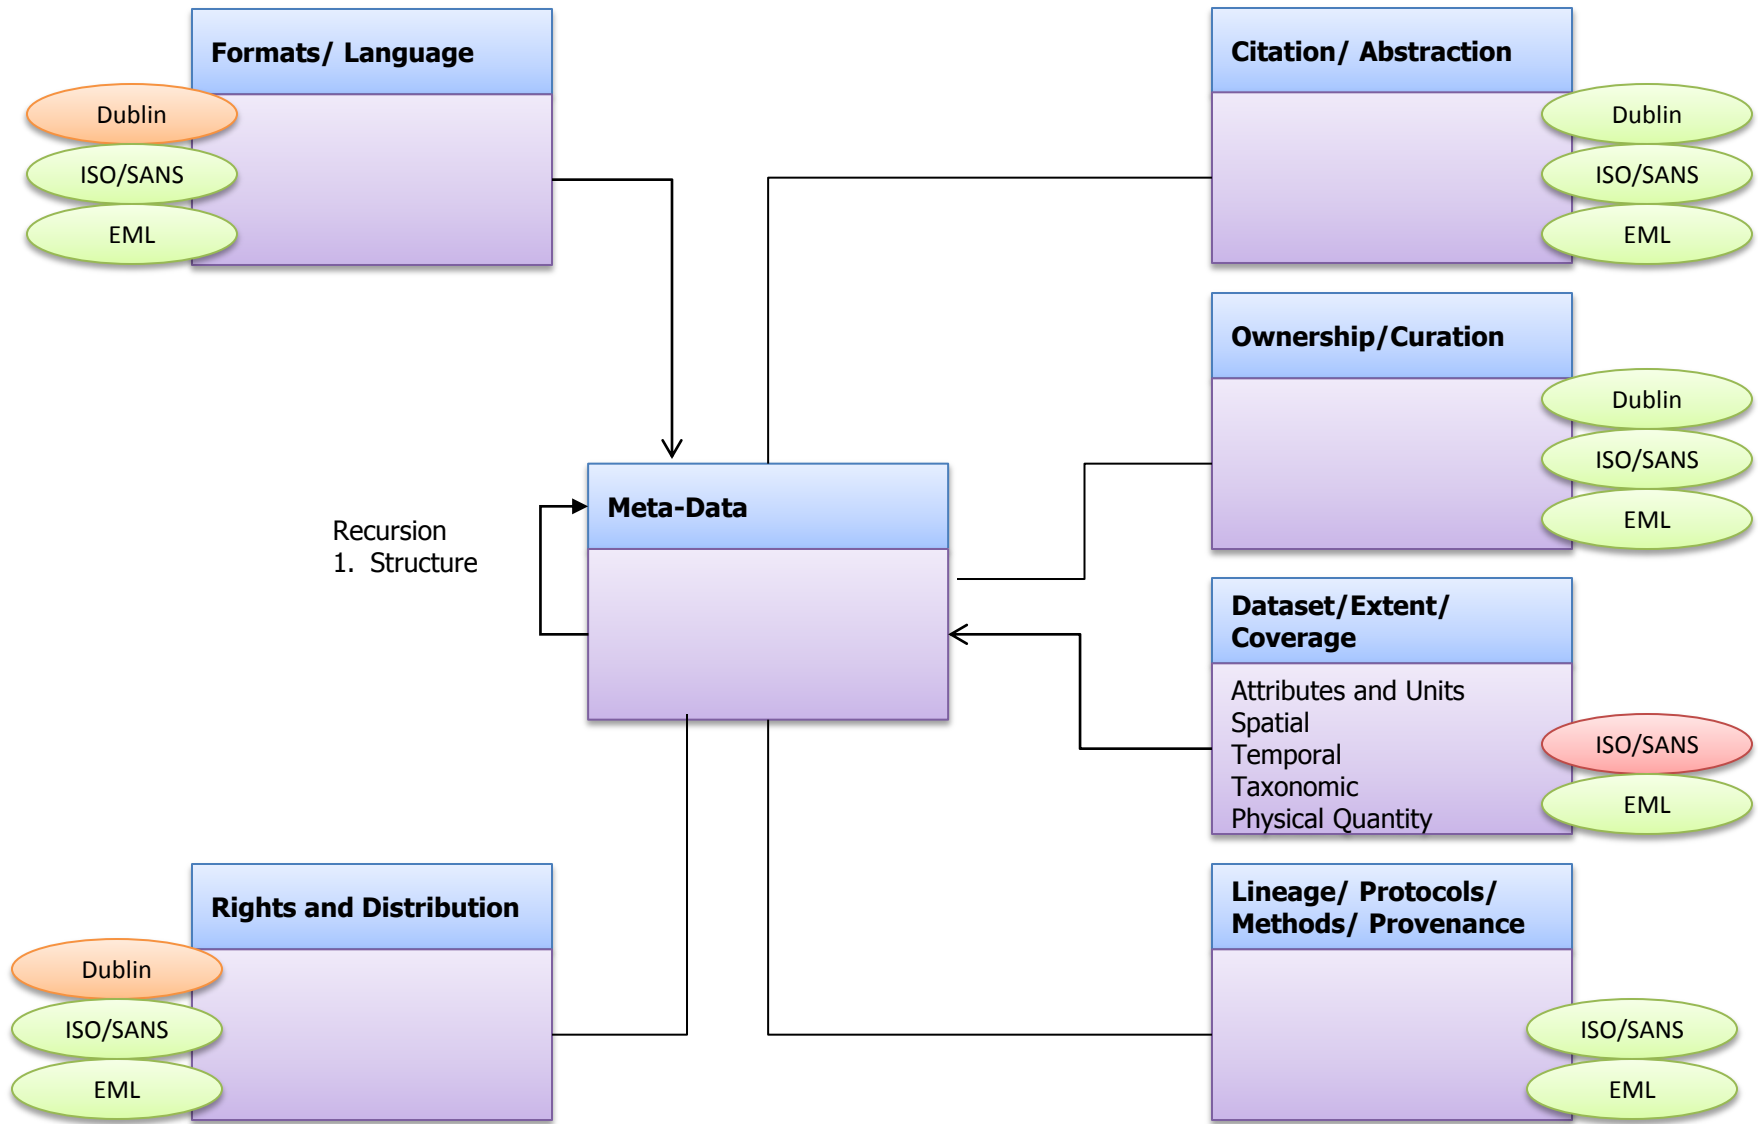 Formats/ Language
Dublin
ISO/SANS
EML
Citation/ Abstraction
Dublin
ISO/SANS
EML
Ownership/Curation
Dublin
ISO/SANS
EML
Meta-Data
Recursion
1. Structure
Dataset/Extent/
Coverage
Attributes and Units
Spatial
Temporal
Taxonomic
Physical Quantity
ISO/SANS
EML
Rights and Distribution
Dublin
ISO/SANS
EML
Lineage/ Protocols/
Methods/ Provenance
ISO/SANS
EML